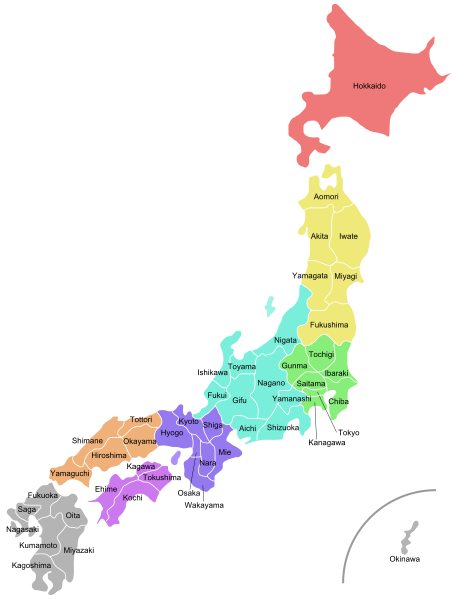 Hokkaido
Aomori
Akita
Iwate
Yamagata
Miyagi
Fukushima
Nigata
Tochigi
Gunma
Ibaraki
Toyama
Ishikawa
Nagano
Saitama
Fukui
Gifu
Yamanashi
Chiba
Aichi
Shizuoka
Tokyo
Kanagawa
Tottori
Kyoto
Shiga
Hyogo
Shimane
Okayama
Mie
Hiroshima
Nara
Kagawa
Yamaguchi
Tokushima
Ehime
Osaka
Kochi
Wakayama
Fukuoka
Saga
Oita
Nagasaki
Kumamoto
Miyazaki
Kagoshima
Okinawa